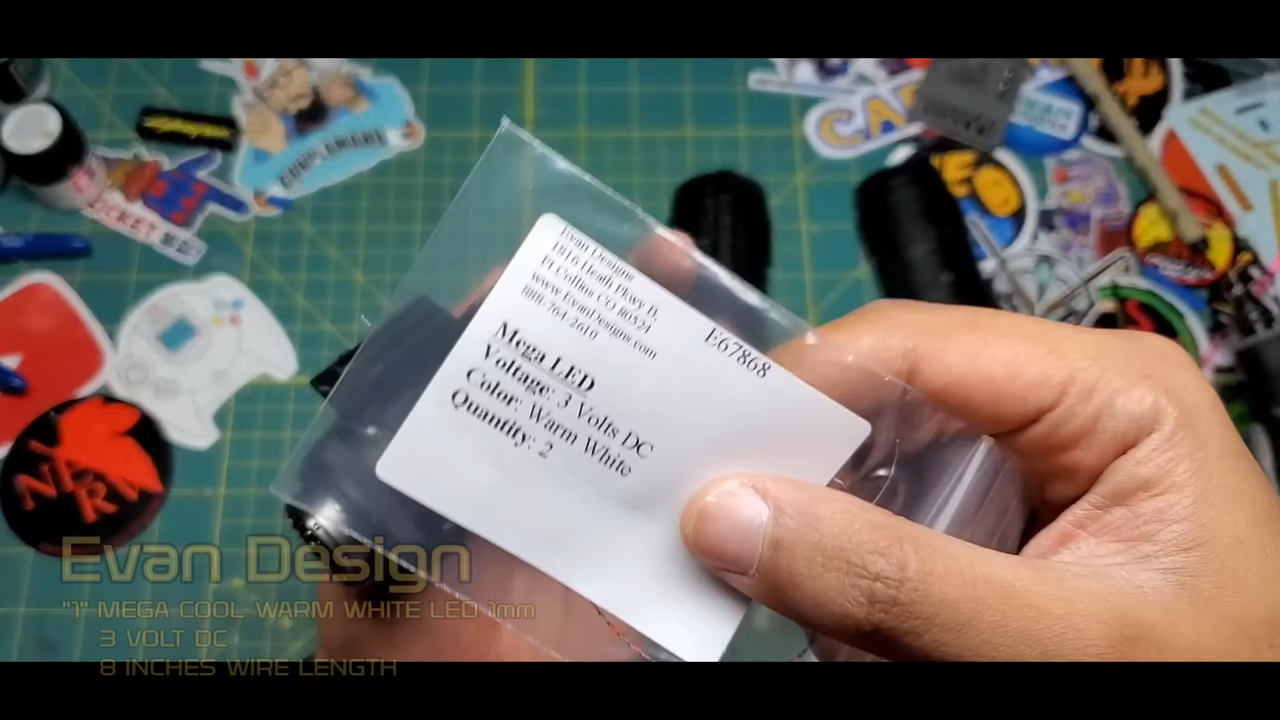 Evan Designs
1816 Heath Pkwy B,
Ft Collins CO 80524
www.EvanDesigns.com
888-764-2610
E67868
Mega LED
Voltage: 3 Volts DC
Color: Warm White
Quantity: 2
NERV
Evan Design
"1" MEGA COOL WARM WHITE LED 1mm
3 VOLT DC
8 INCHES WIRE LENGTH